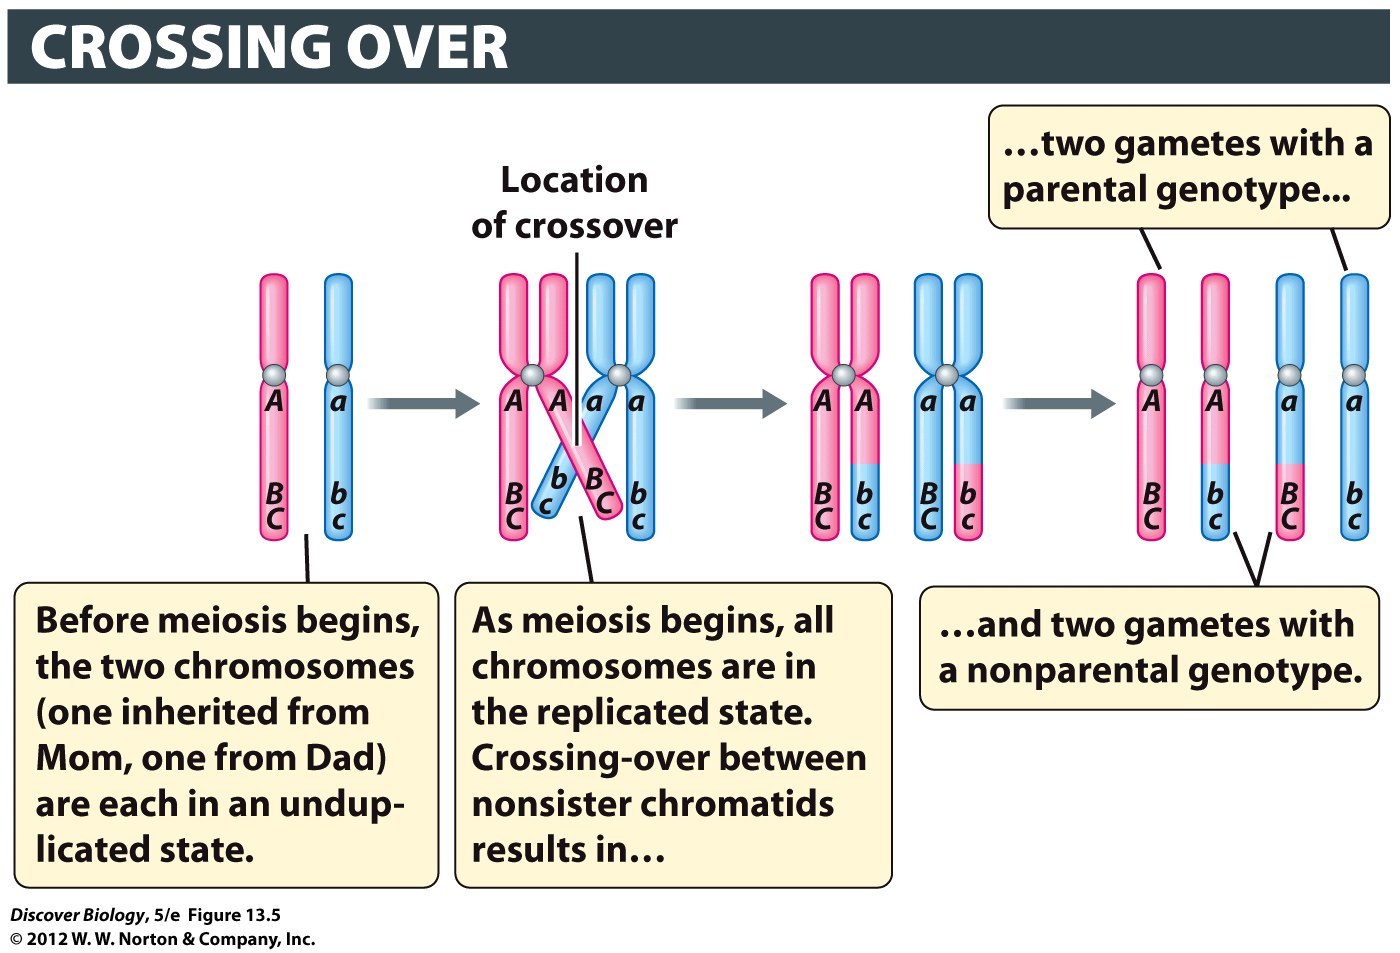 CROSSING OVER
…two gametes with a
parental genotype...
Location
of crossover
A
B
C
a
b
c
A
A
a
a
B
C
b
c
B
C
b
c
A
A
a
a
B
C
b
c
B
C
b
c
A
A
a
a
B
C
b
c
B
C
b
c
Before meiosis begins,
the two chromosomes
(one inherited from
Mom, one from Dad)
are each in an undup-
licated state.
As meiosis begins, all
chromosomes are in
the replicated state.
Crossing-over between
nonsister chromatids
results in…
…and two gametes with
a nonparental genotype.
Discover Biology, 5/e Figure 13.5
© 2012 W. W. Norton & Company, Inc.